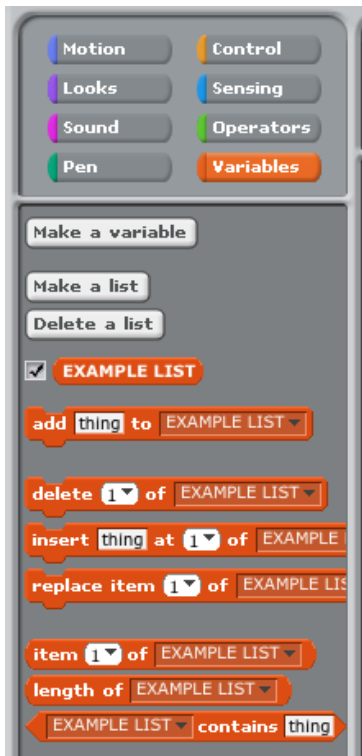 Motion Control
Looks Sensing
Sound Operators
Pen Variables
Make a variable
Make a list
Delete a list
EXAMPLE LIST
add thing to EXAMPLE LIST
delete 1 of EXAMPLE LIST
insert thing at 1 of EXAMPLE
replace item 1 of EXAMPLE LIS
item 1 of EXAMPLE LIST
length of EXAMPLE LIST
EXAMPLE LIST contains thing